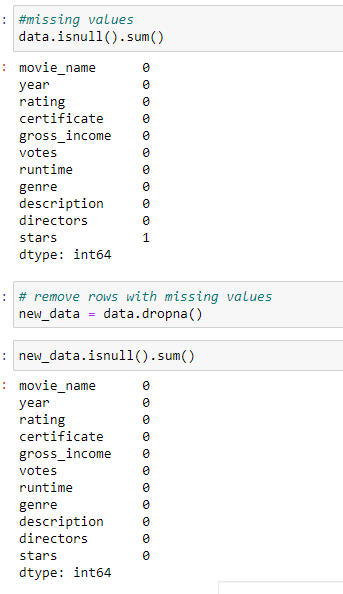 : #missing values
data.isnull().sum()
: movie_name 0
year 0
rating 0
certificate 0
gross_income 0
votes 0
runtime 0
genre 0
description 0
directors 0
stars 1
dtype: int64
: # remove rows with missing values
new_data = data.dropna()
: new_data.isnull().sum()
: movie_name 0
year 0
rating 0
certificate 0
gross_income 0
votes 0
runtime 0
genre 0
description 0
directors 0
stars 0
dtype: int64